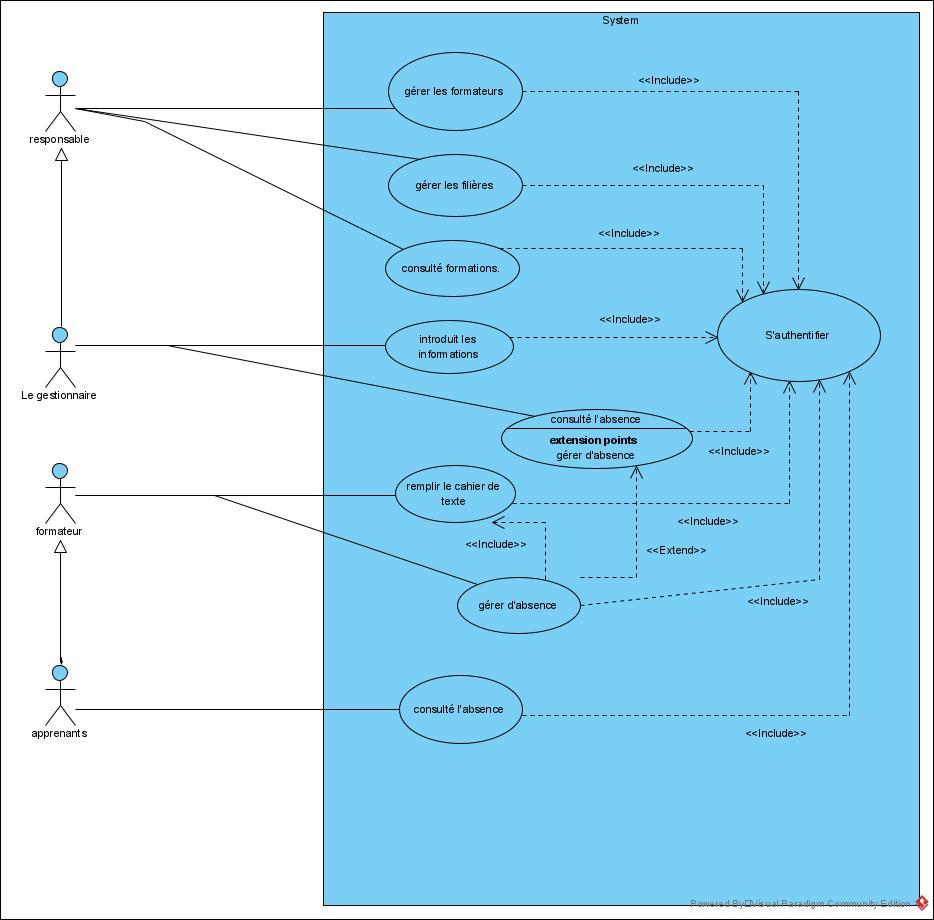 System
gérer les formateurs
<<Include>>
responsable
gérer les filières
<<Include>>
consulté formations.
<<Include>>
introduit les
informations
<<Include>>
S'authentifier
Le gestionnaire
consulté l'absence
extension points
gérer d'absence
<<Include>>
remplir le cahier de
texte
<<Include>>
formateur
<<Include>>
<<Extend>>
gérer d'absence
<<Include>>
consulté l'absence
apprenants
<<Include>>
Powered By Visual Paradigm Community Edition